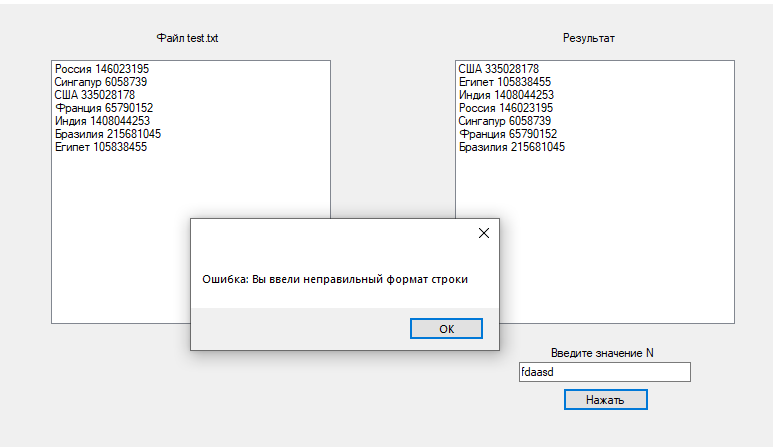 Файл test.txt
Результат
Россия 146023195
Сингапур 6058739
США 335028178
Франция 65790152
Индия 1408044253
Бразилия 215681045
Египет 105838455
США 335028178
Египет 105838455
Индия 1408044253
Россия 146023195
Сингапур 6058739
Франция 65790152
Бразилия 215681045
Ошибка: Вы ввели неправильный формат строки
OK
Введите значение N
fdaasd
Нажать